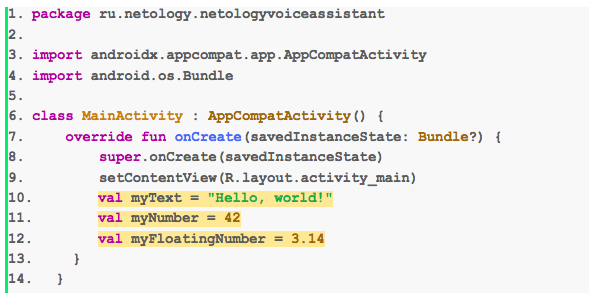 1. package ru.netology.netologyvoiceassistant
2.
3. import androidx.appcompat.app.AppCompatActivity
4. import android.os.Bundle
5.
6. class MainActivity : AppCompatActivity() {
7.     override fun onCreate(savedInstanceState: Bundle?) {
8.         super.onCreate(savedInstanceState)
9.         setContentView(R.layout.activity_main)
10.         val myText = "Hello, world!"
11.         val myNumber = 42
12.         val myFloatingNumber = 3.14
13.     }
14.   }